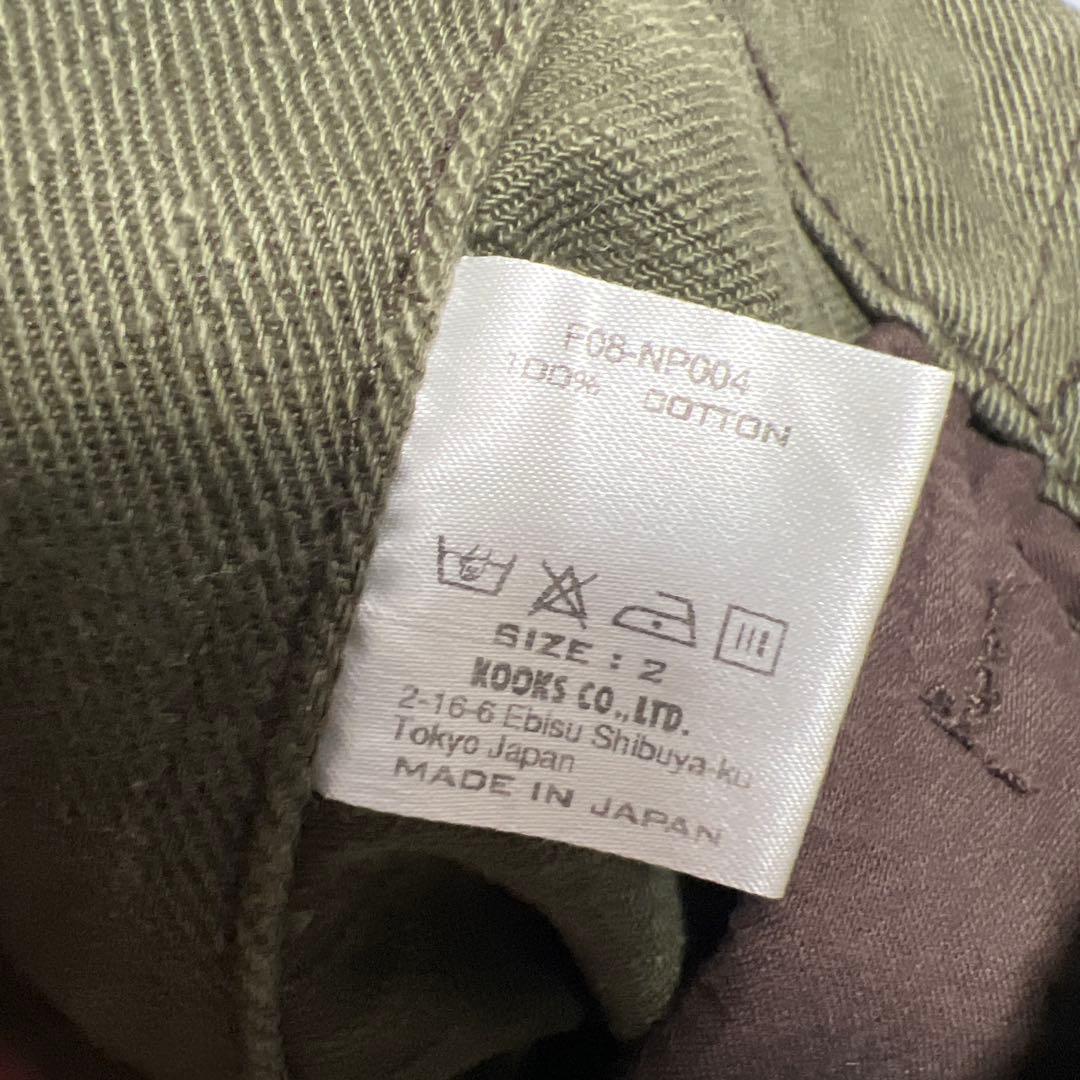 F08-NP004
100% COTTON
SIZE : 2
KOOKS CO.,LTD.
2-16-6 Ebisu Shibuya-ku
Tokyo Japan
MADE IN JAPAN